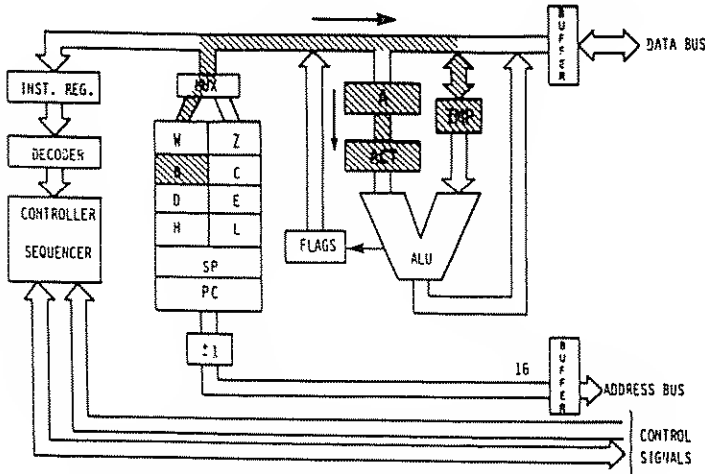 BUFFER
DATA BUS
INST. REG.
MUX
A
TMP
W Z
DECODER
ACT
B C
D E
CONTROLLER
SEQUENCER
H L
FLAGS
ALU
SP
PC
±1
16
BUFFER
ADDRESS BUS
CONTROL
SIGNALS